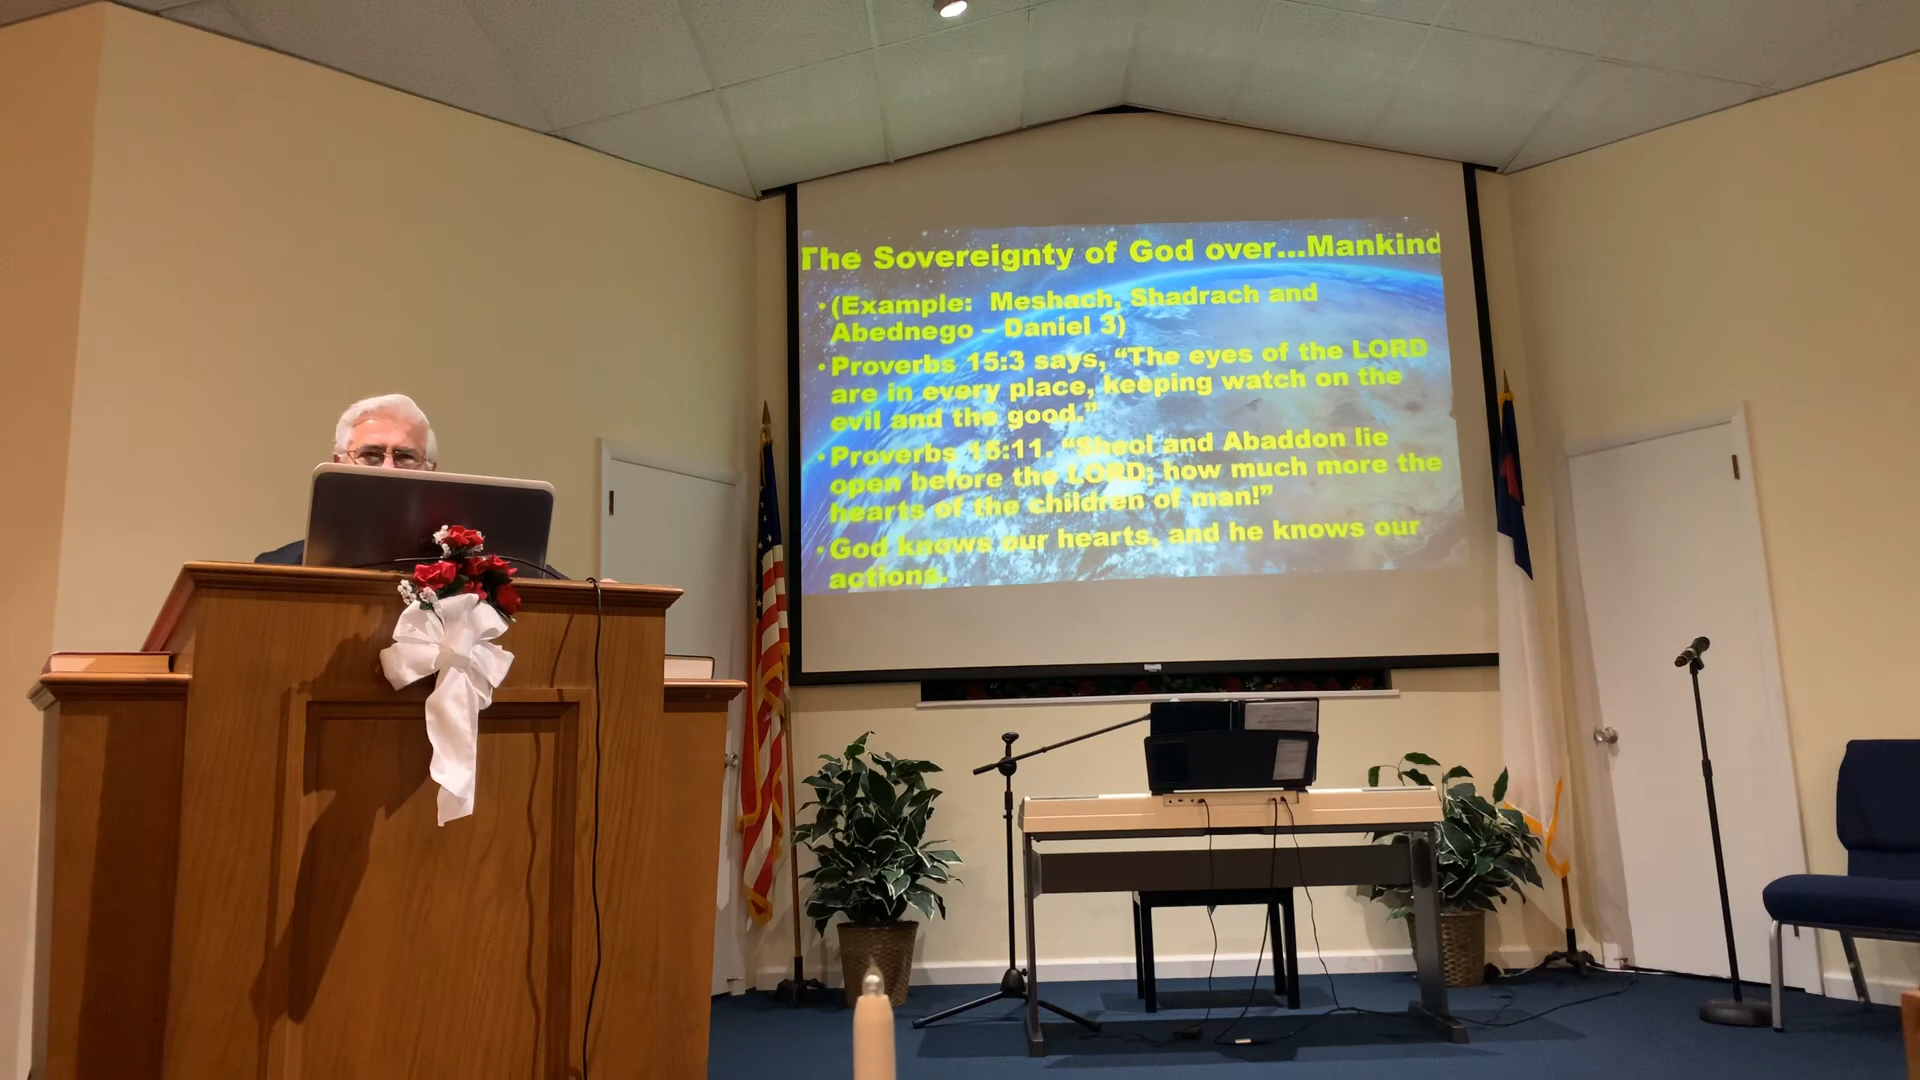 The Sovereignty of God over...Mankind
• (Example: Meshach, Shadrach and
Abednego – Daniel 3)
• Proverbs 15:3 says, “The eyes of the LORD
are in every place, keeping watch on the
evil and the good.”
• Proverbs 15:11. “Sheol and Abaddon lie
open before the LORD; how much more the
hearts of the children of man!”
• God knows our hearts, and he knows our
actions.